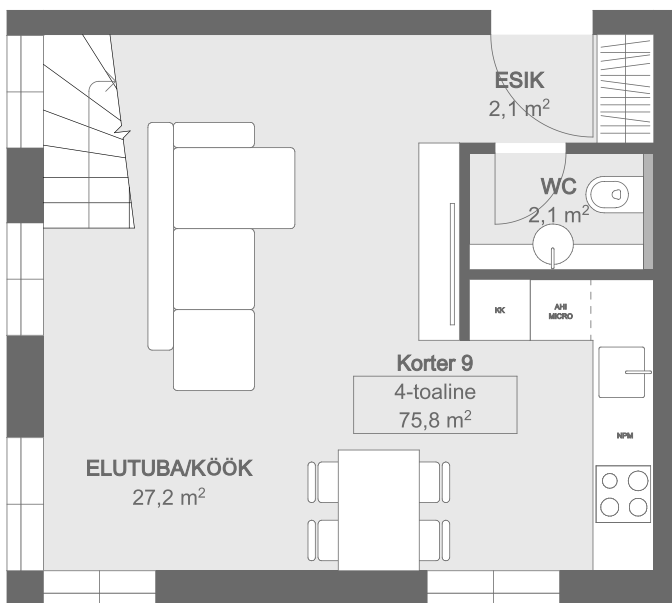 ESIK
2,1 m²
WC
2,1 m²
KK
AHI
MICRO
Korter 9
4-toaline
75,8 m²
NPM
ELUTUBA/KÖÖK
27,2 m²